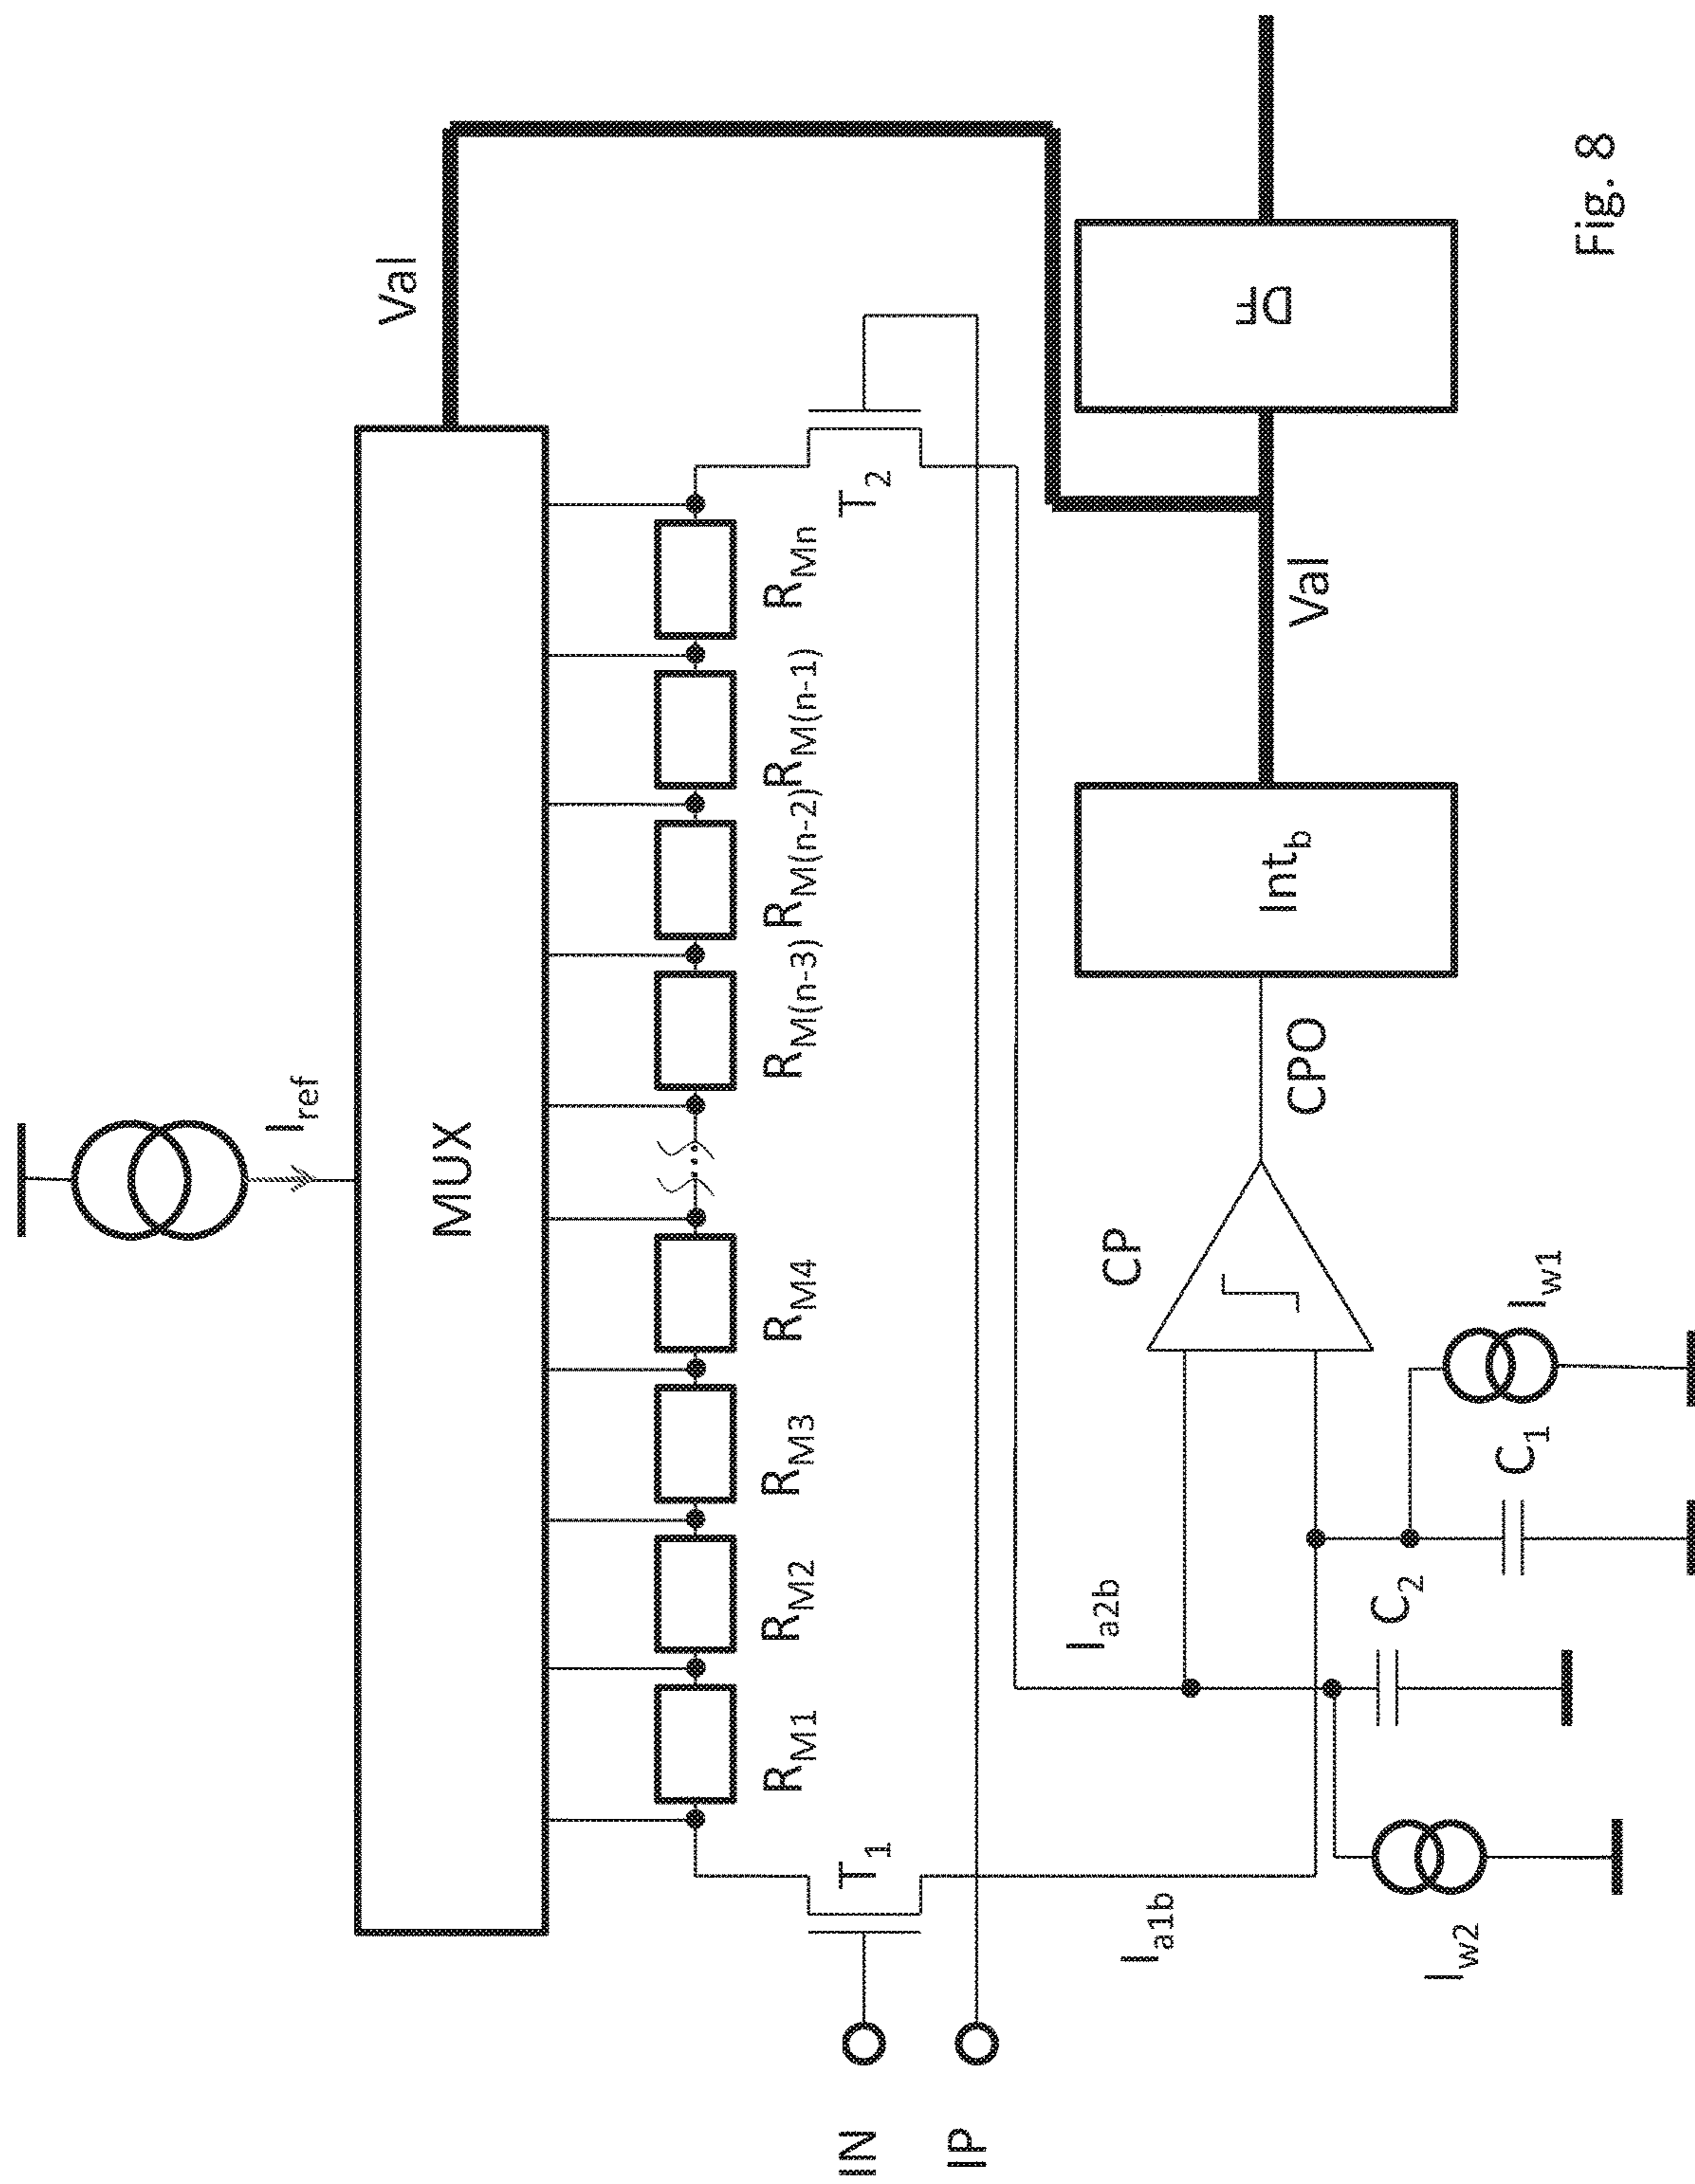 I_ref
MUX
Val
R_M1
R_M2
R_M3
R_M4
R_M(n-3)
R_M(n-2)
R_M(n-1)
R_Mn
IN
T_1
T_2
IP
I_a1b
I_a2b
CP
CPO
Int_b
Val
DF
I_w2
C_2
C_1
I_w1
Fig. 8